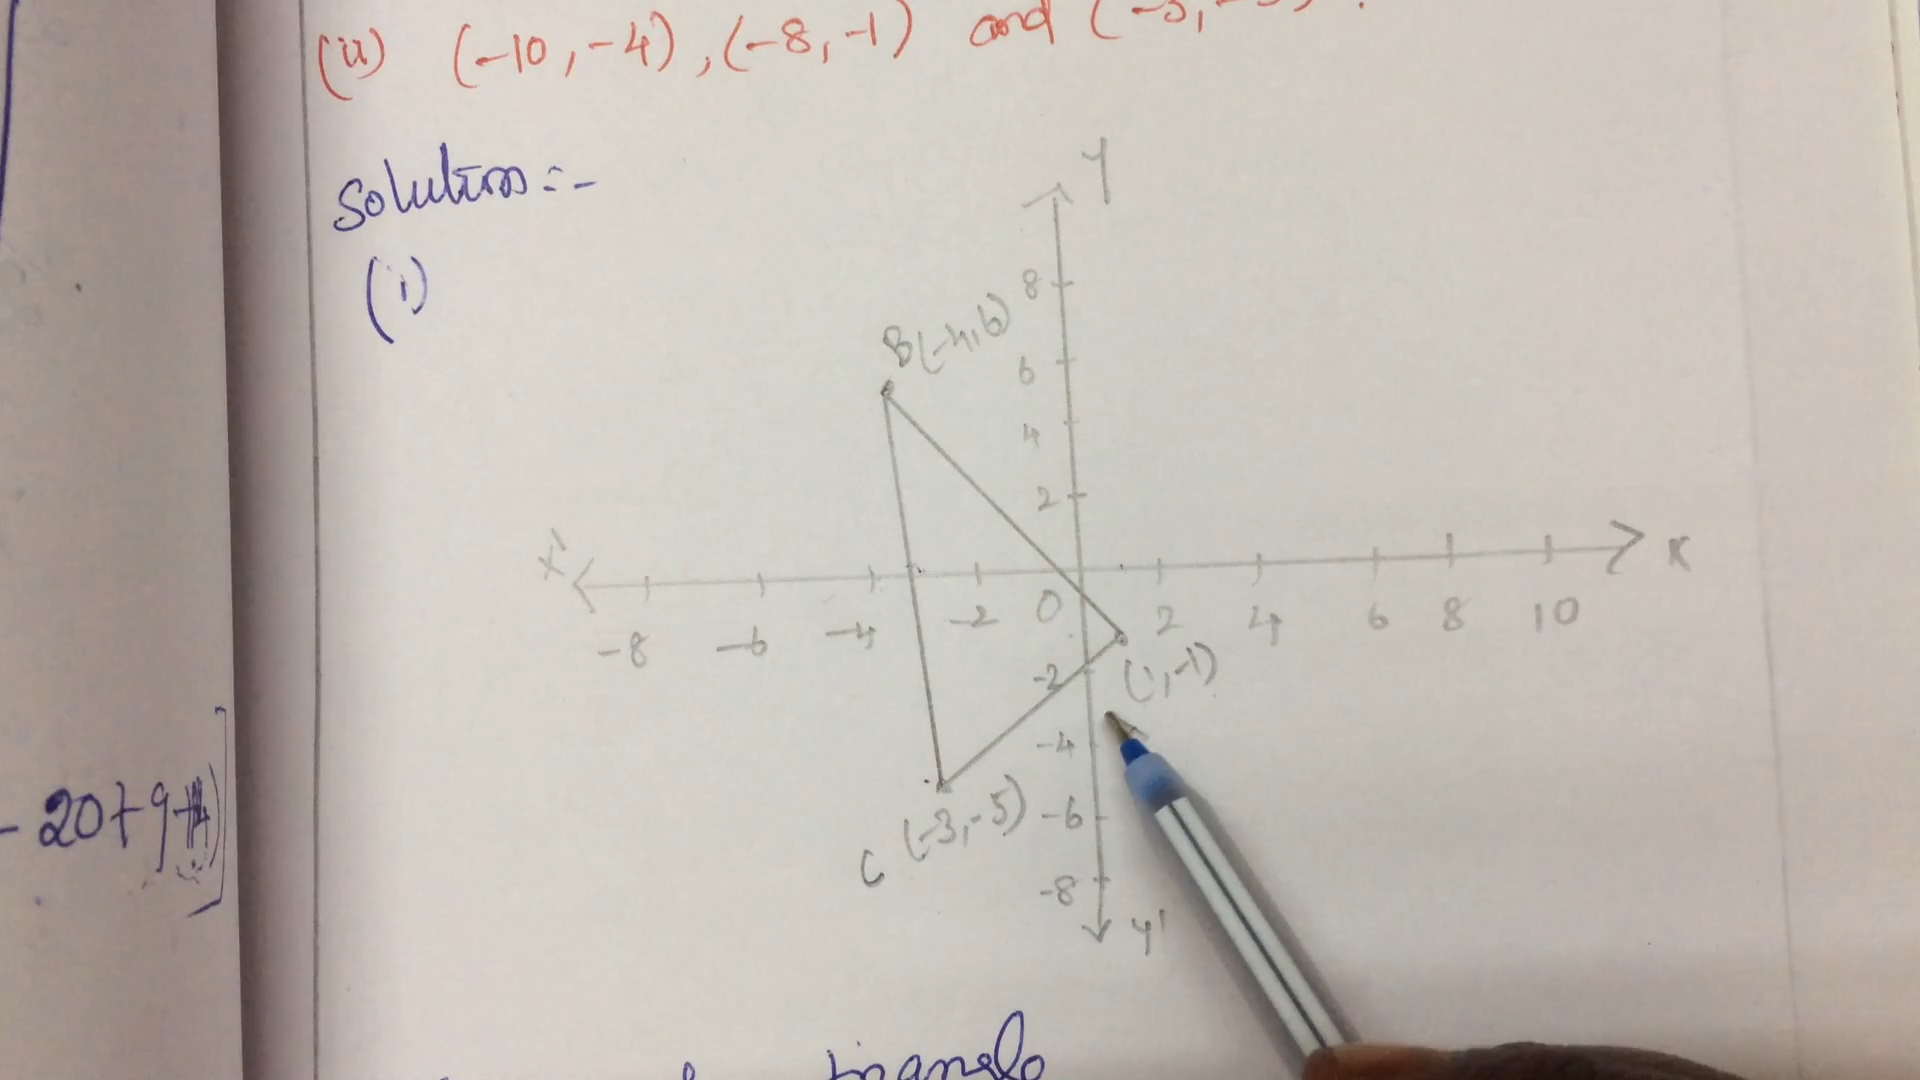 (ii) (-10, -4), (-8, -1) and (
Solution:-
(i)
Y
8
B(-4,6)
6
4
2
X' X
-8 -6 -4 -2 0 2 4 6 8 10
-2 (1,-1)
-4
(-3,-5) -6
C
-8
Y'
- 20+9+
triangle